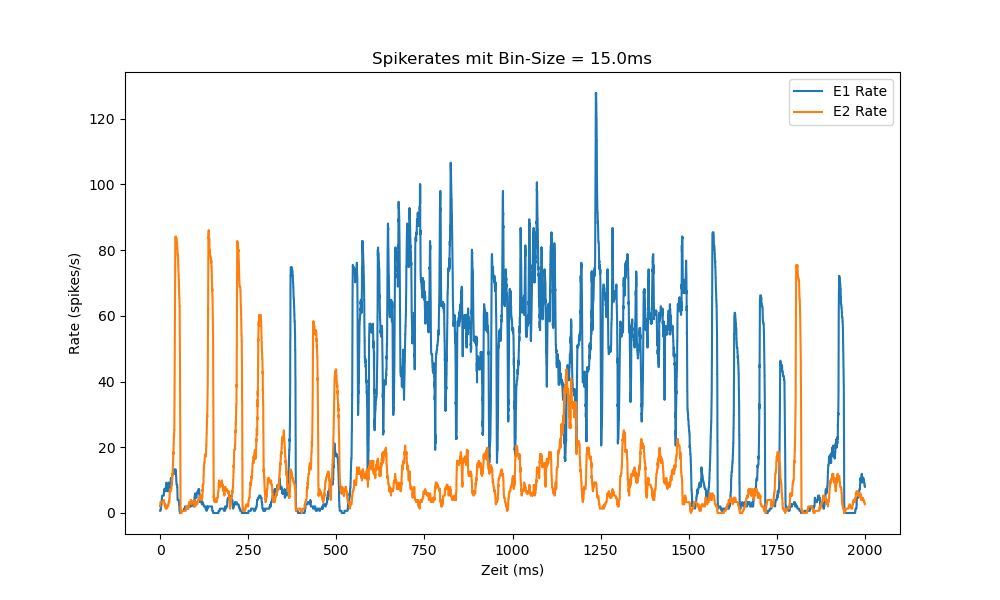 Spikerates mit Bin-Size = 15.0ms
E1 Rate
E2 Rate
Rate (spikes/s)
120
100
80
60
40
20
0
0 250 500 750 1000 1250 1500 1750 2000
Zeit (ms)